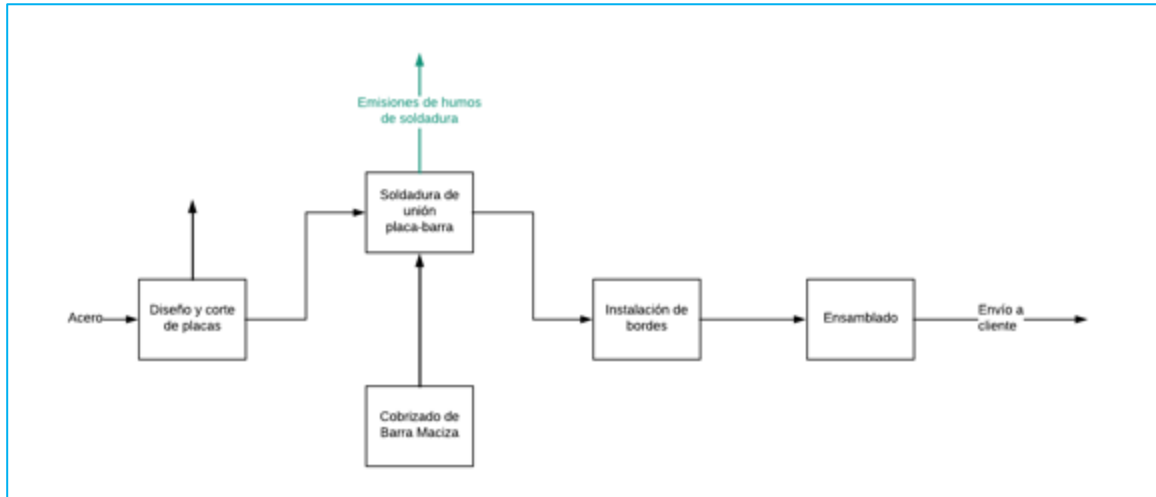 Emisiones de humos
de soldadura
Soldadura de
unión
placa-barra
Acero
Diseño y corte
de placas
Instalación de
bordes
Ensamblado
Envío a
cliente
Cobrizado de
Barra Maciza